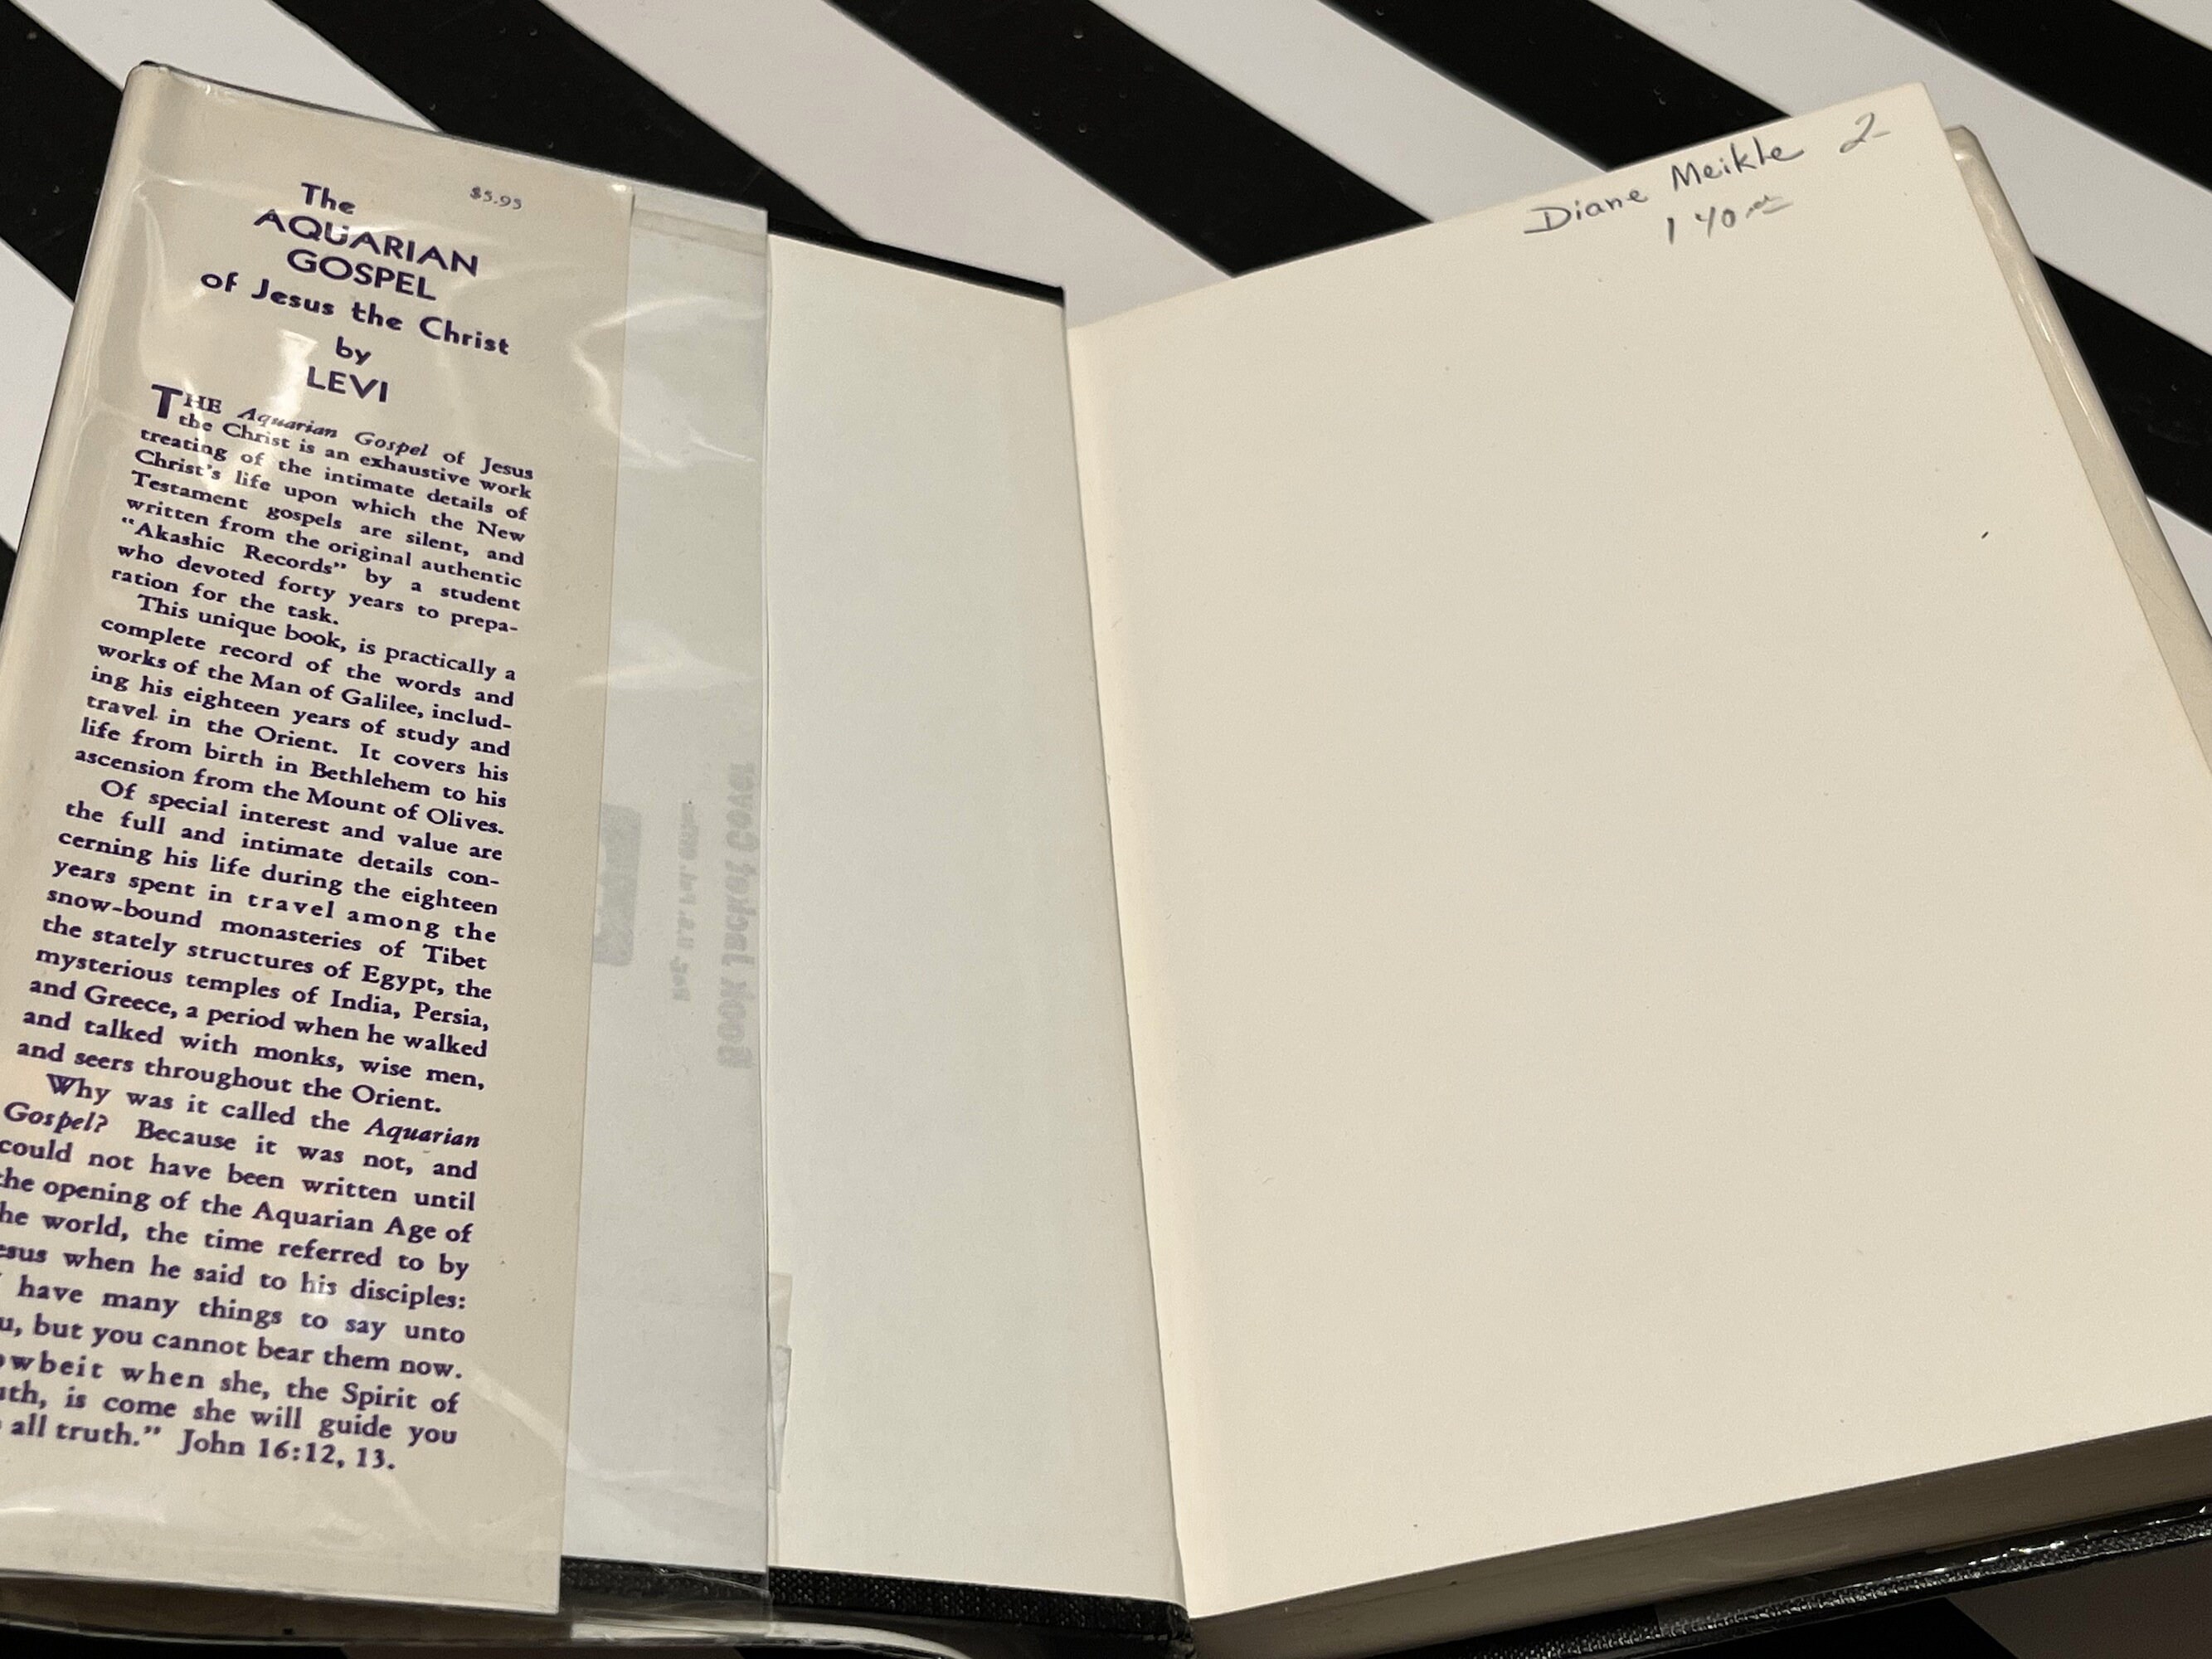 $5.95
The
AQUARIAN
GOSPEL
of Jesus the Christ
by
LEVI
THE Aquarian Gospel of Jesus
the Christ is an exhaustive work
treating of the intimate details of
Christ's life upon which the New
Testament gospels are silent, and
written from the original authentic
"Akashic Records" by a student
who devoted forty years to prepa-
ration for the task.
This unique book, is practically a
complete record of the words and
works of the Man of Galilee, includ-
ing his eighteen years of study and
travel in the Orient. It covers his
life from birth in Bethlehem to his
ascension from the Mount of Olives.
Of special interest and value are
the full and intimate details con-
cerning his life during the eighteen
years spent in travel among the
snow-bound monasteries of Tibet
the stately structures of Egypt, the
mysterious temples of India, Persia,
and Greece, a period when he walked
and talked with monks, wise men,
and seers throughout the Orient.
Why was it called the Aquarian
Gospel? Because it was not, and
could not have been written until
the opening of the Aquarian Age of
he world, the time referred to by
esus when he said to his disciples:
have many things to say unto
u, but you cannot bear them now.
owbeit when she, the Spirit of
uth, is come she will guide you
all truth." John 16:12, 13.
Reg. U.S. Pat. Office
Book Jacket Cover
Diane Meikle 2